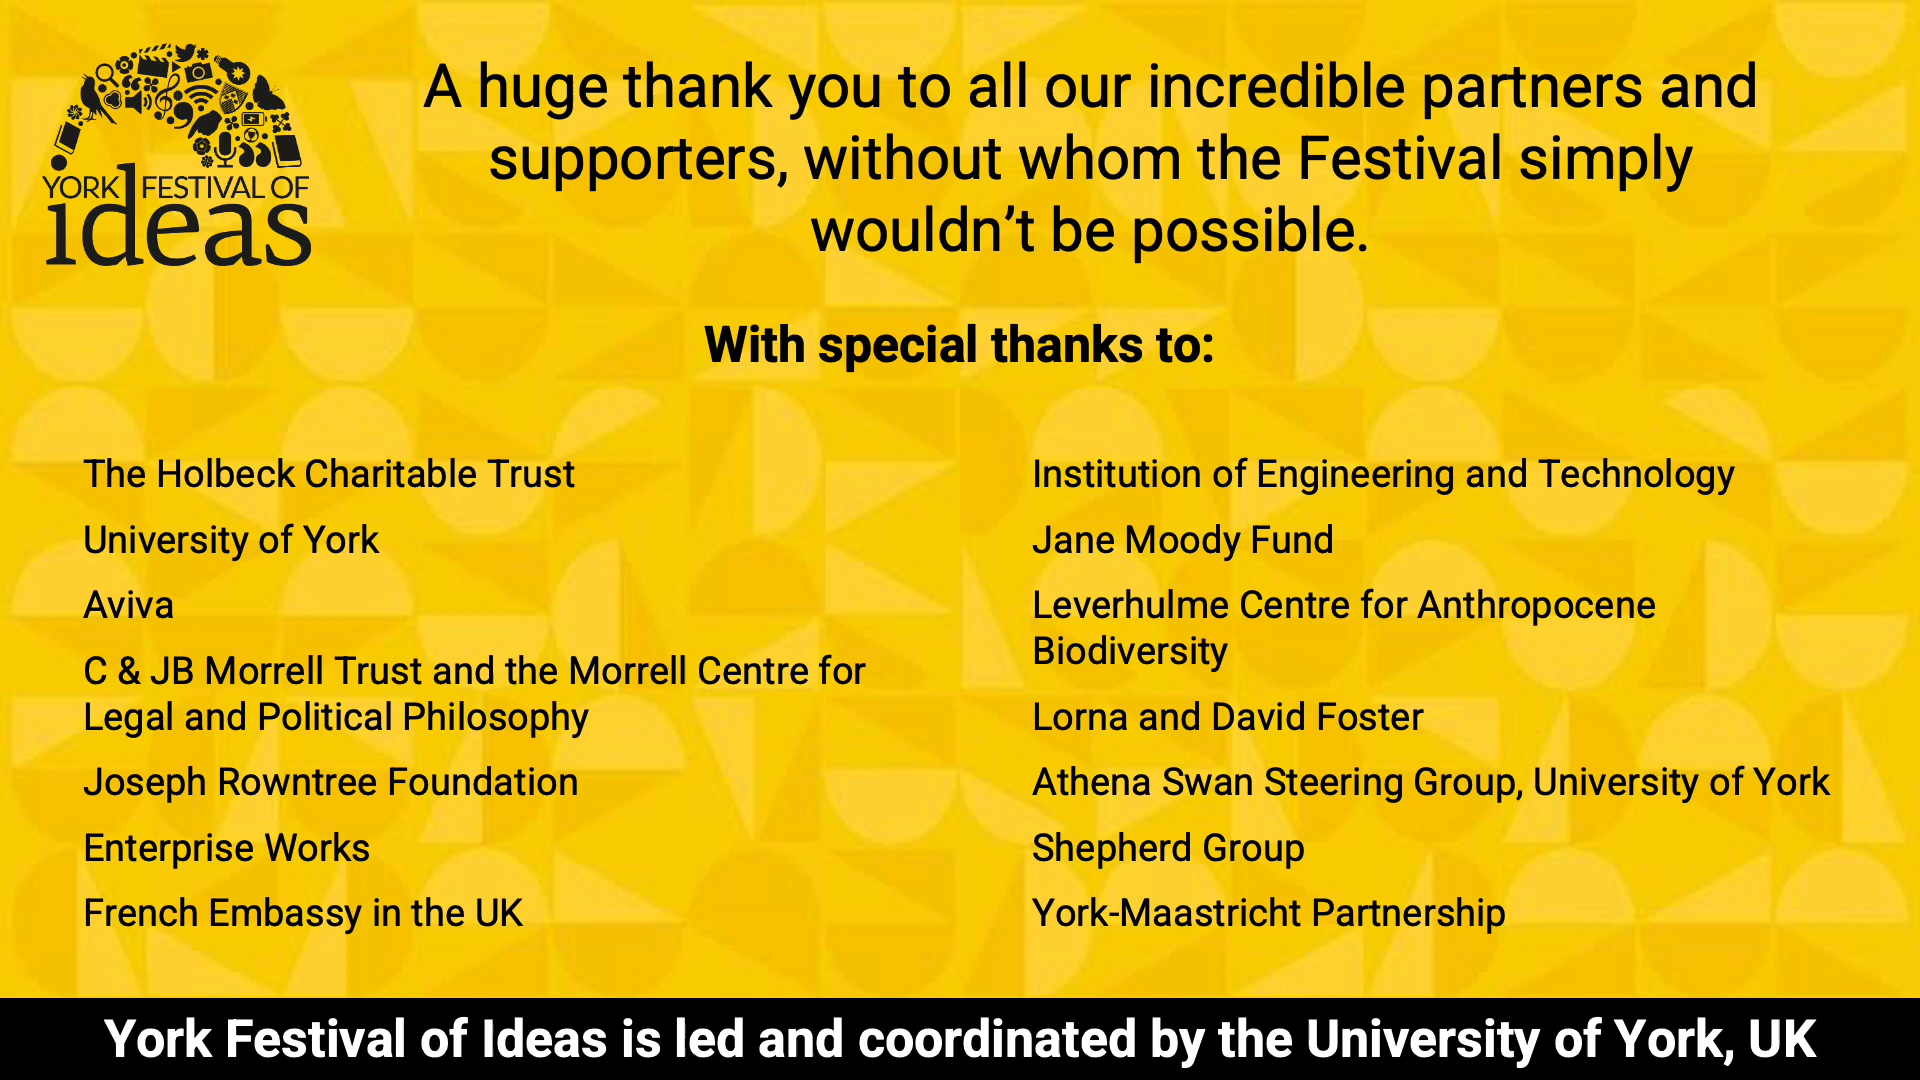 YORK FESTIVAL OF
ideas
A huge thank you to all our incredible partners and
supporters, without whom the Festival simply
wouldn’t be possible.
With special thanks to:
The Holbeck Charitable Trust
University of York
Aviva
C & JB Morrell Trust and the Morrell Centre for
Legal and Political Philosophy
Joseph Rowntree Foundation
Enterprise Works
French Embassy in the UK
Institution of Engineering and Technology
Jane Moody Fund
Leverhulme Centre for Anthropocene
Biodiversity
Lorna and David Foster
Athena Swan Steering Group, University of York
Shepherd Group
York-Maastricht Partnership
York Festival of Ideas is led and coordinated by the University of York, UK